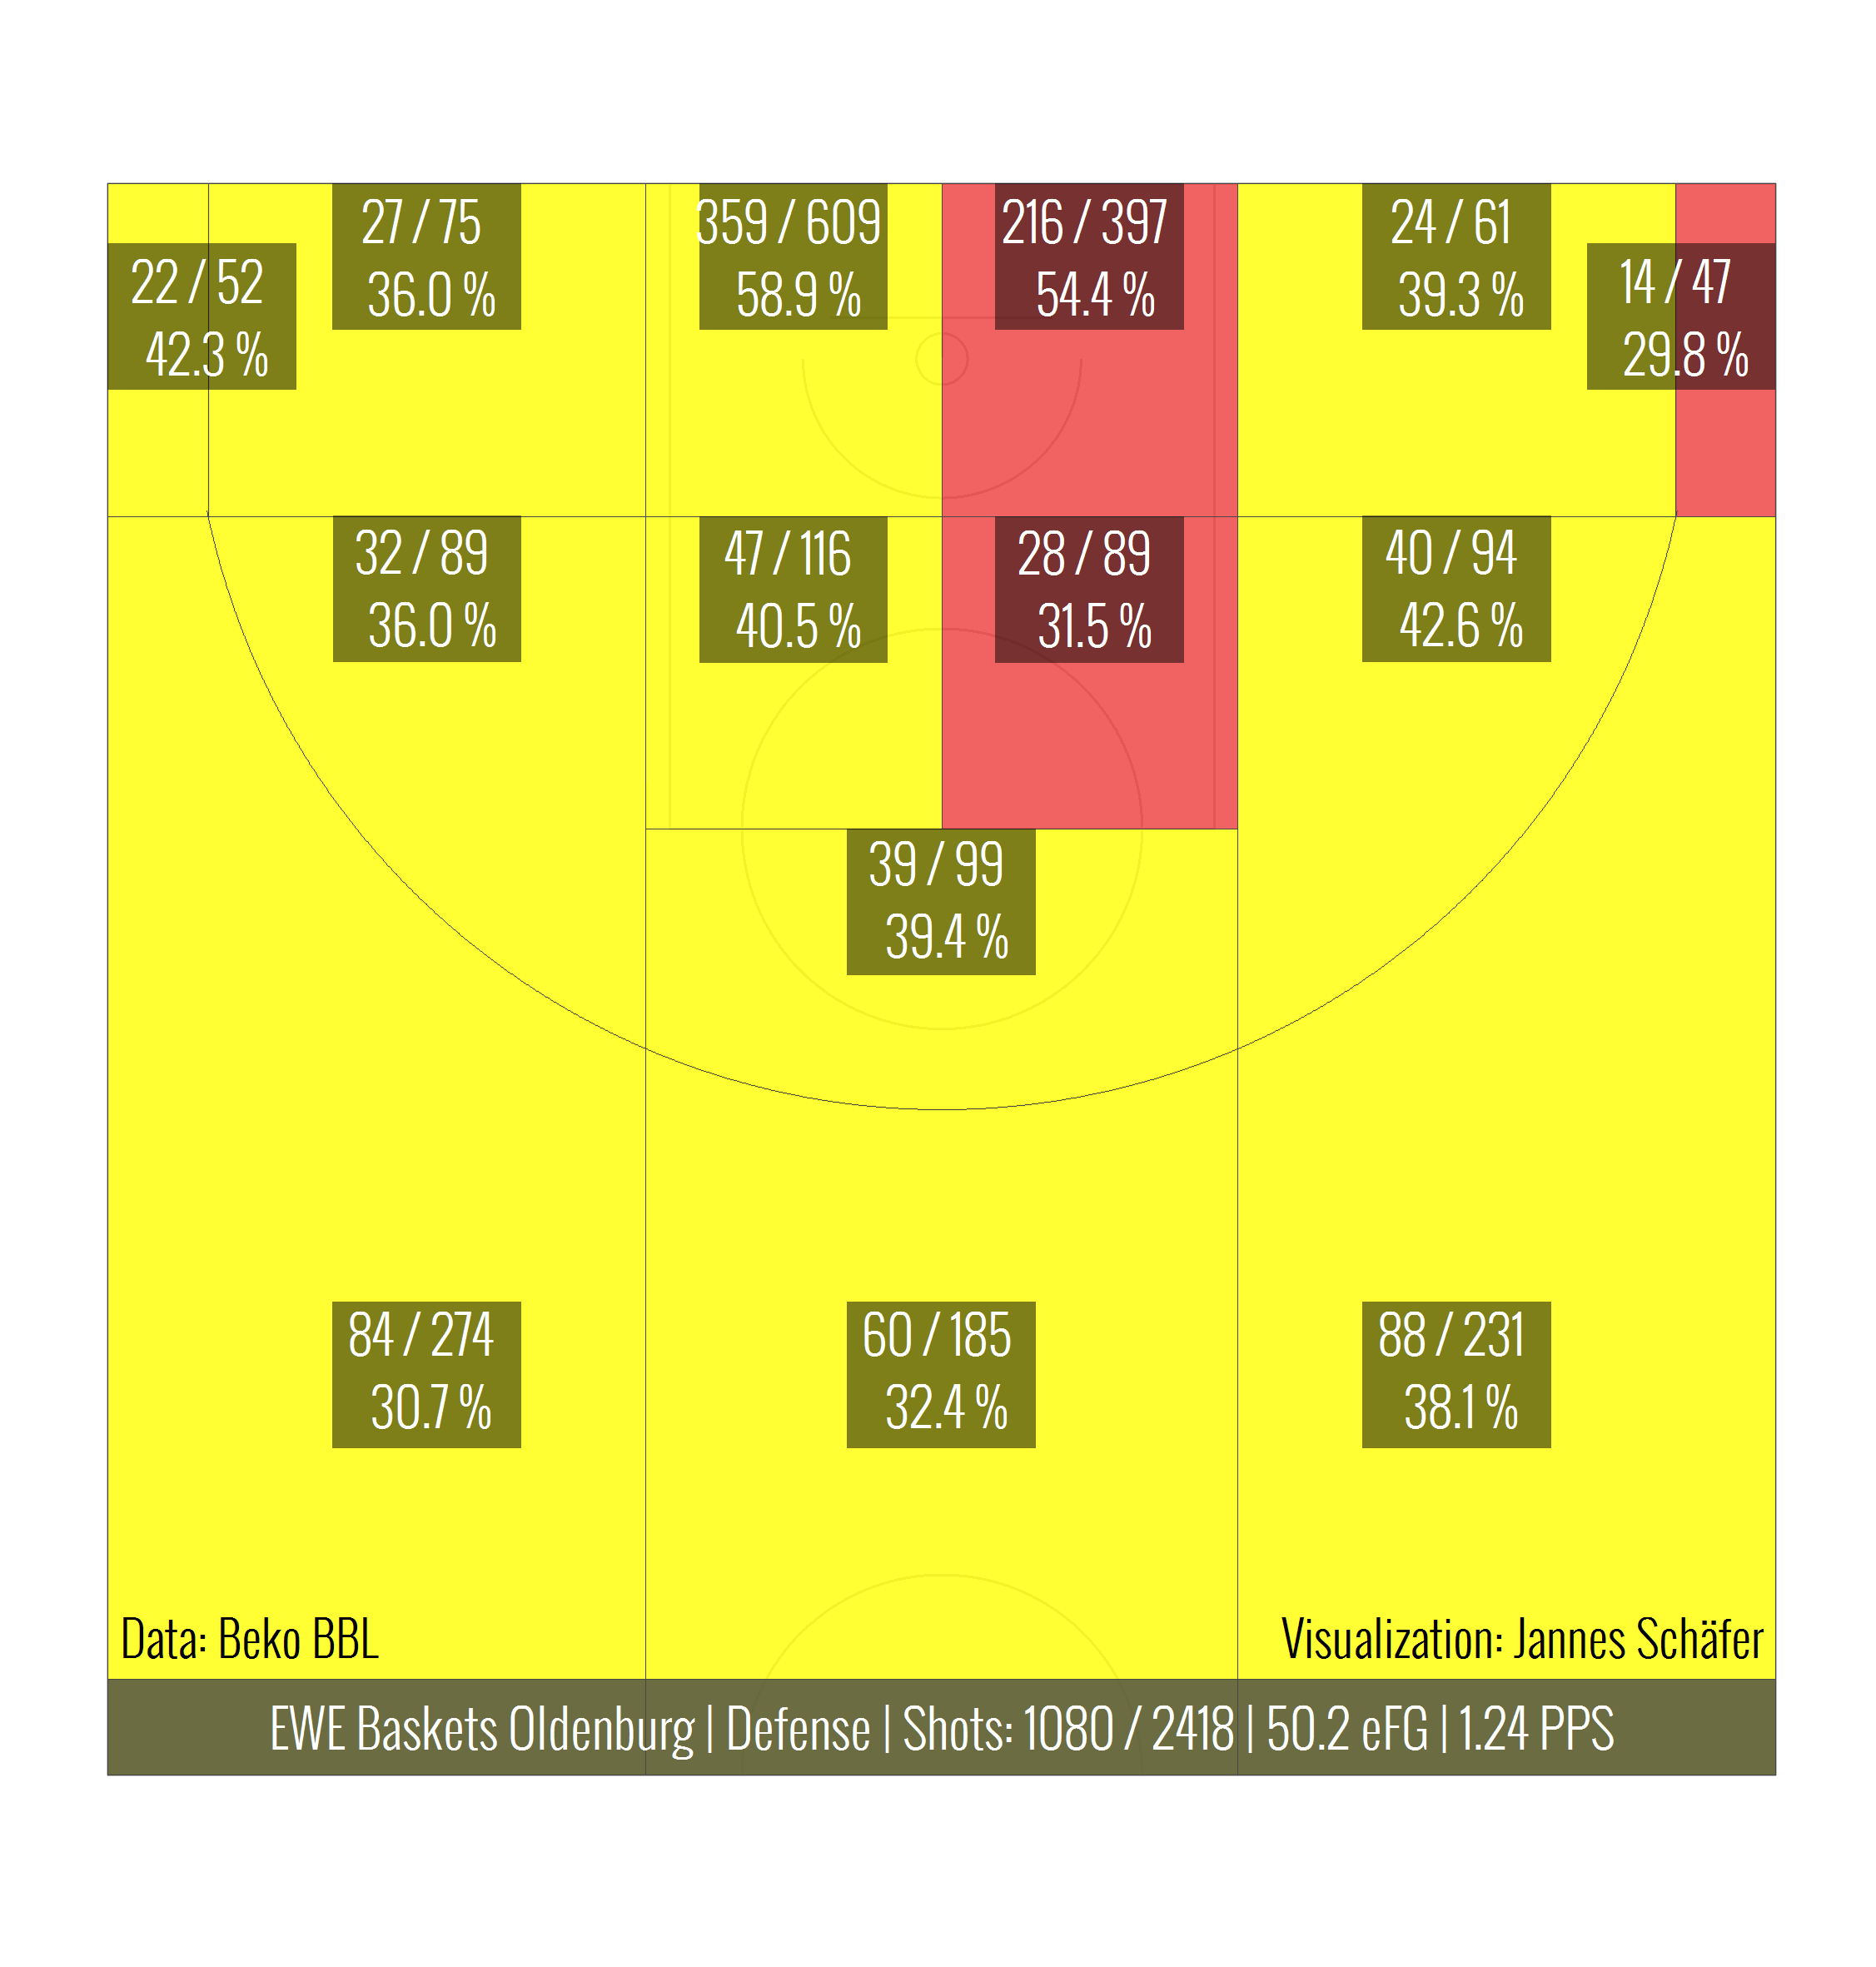 27 / 75
36.0 %
359 / 609
58.9 %
216 / 397
54.4 %
24 / 61
39.3 %
22 / 52
42.3 %
14 / 47
29.8 %
32 / 89
36.0 %
47 / 116
40.5 %
28 / 89
31.5 %
40 / 94
42.6 %
39 / 99
39.4 %
84 / 274
30.7 %
60 / 185
32.4 %
88 / 231
38.1 %
Data: Beko BBL
Visualization: Jannes Schäfer
EWE Baskets Oldenburg | Defense | Shots: 1080 / 2418 | 50.2 eFG | 1.24 PPS